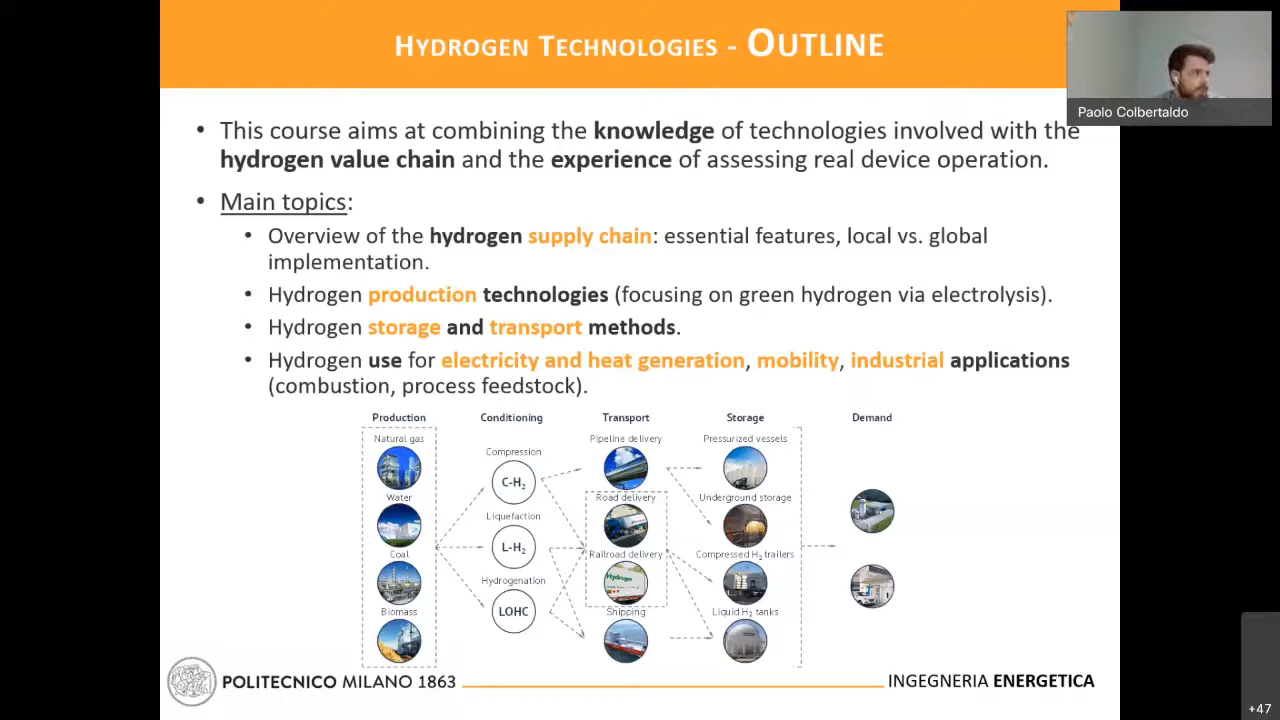 HYDROGEN TECHNOLOGIES - OUTLINE
Paolo Colbertaldo
• This course aims at combining the knowledge of technologies involved with the
hydrogen value chain and the experience of assessing real device operation.
• Main topics:
• Overview of the hydrogen supply chain: essential features, local vs. global
implementation.
• Hydrogen production technologies (focusing on green hydrogen via electrolysis).
• Hydrogen storage and transport methods.
• Hydrogen use for electricity and heat generation, mobility, industrial applications
(combustion, process feedstock).
Production Conditioning Transport Storage Demand
Natural gas Pipeline delivery Pressurized vessels
Compression
C-H₂
Water Road delivery Underground storage
Liquefaction
L-H₂
Coal Railroad delivery Compressed H₂ trailers
Hydrogenation
Hydrogen
LOHC
Biomass Shipping Liquid H₂ tanks
POLITECNICO MILANO 1863
INGEGNERIA ENERGETICA
+47